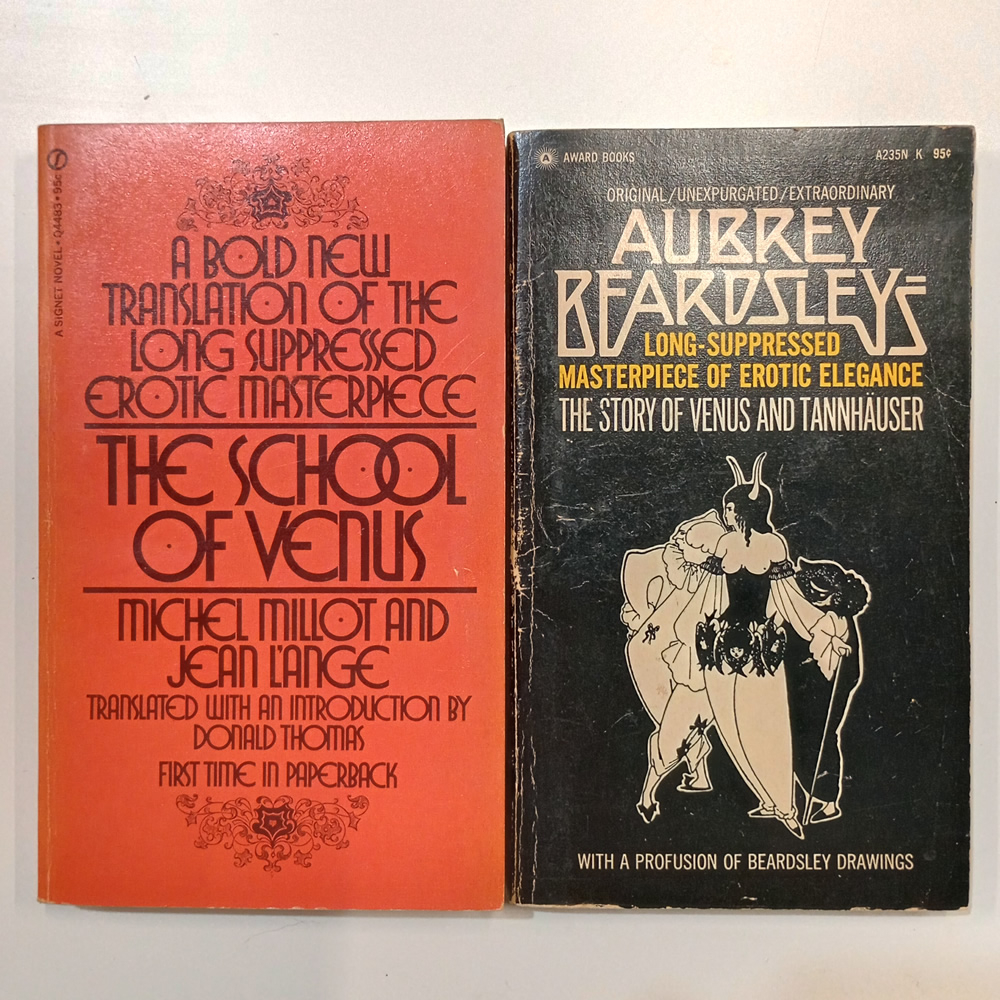 A SIGNET NOVEL • Q4483 • 95¢
A BOLD NEW
TRANSLATION OF THE
LONG SUPPRESSED
EROTIC MASTERPIECE
THE SCHOOL
OF VENUS
MICHEL MILLOT AND
JEAN L'ANGE
TRANSLATED WITH AN INTRODUCTION BY
DONALD THOMAS
FIRST TIME IN PAPERBACK
A AWARD BOOKS
A235N K 95¢
ORIGINAL/UNEXPURGATED/EXTRAORDINARY
AUBREY
BEARDSLEY'S
LONG-SUPPRESSED
MASTERPIECE OF EROTIC ELEGANCE
THE STORY OF VENUS AND TANNHÄUSER
WITH A PROFUSION OF BEARDSLEY DRAWINGS